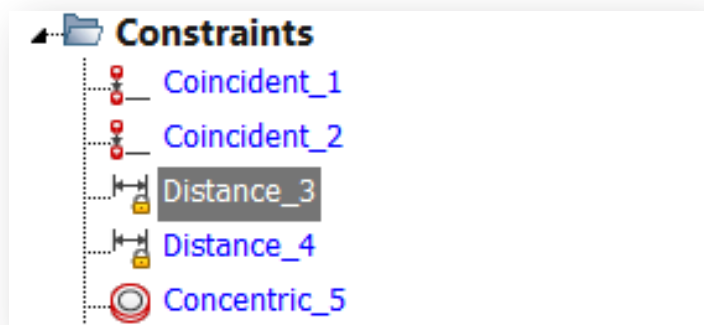 Constraints
Coincident_1
Coincident_2
Distance_3
Distance_4
Concentric_5